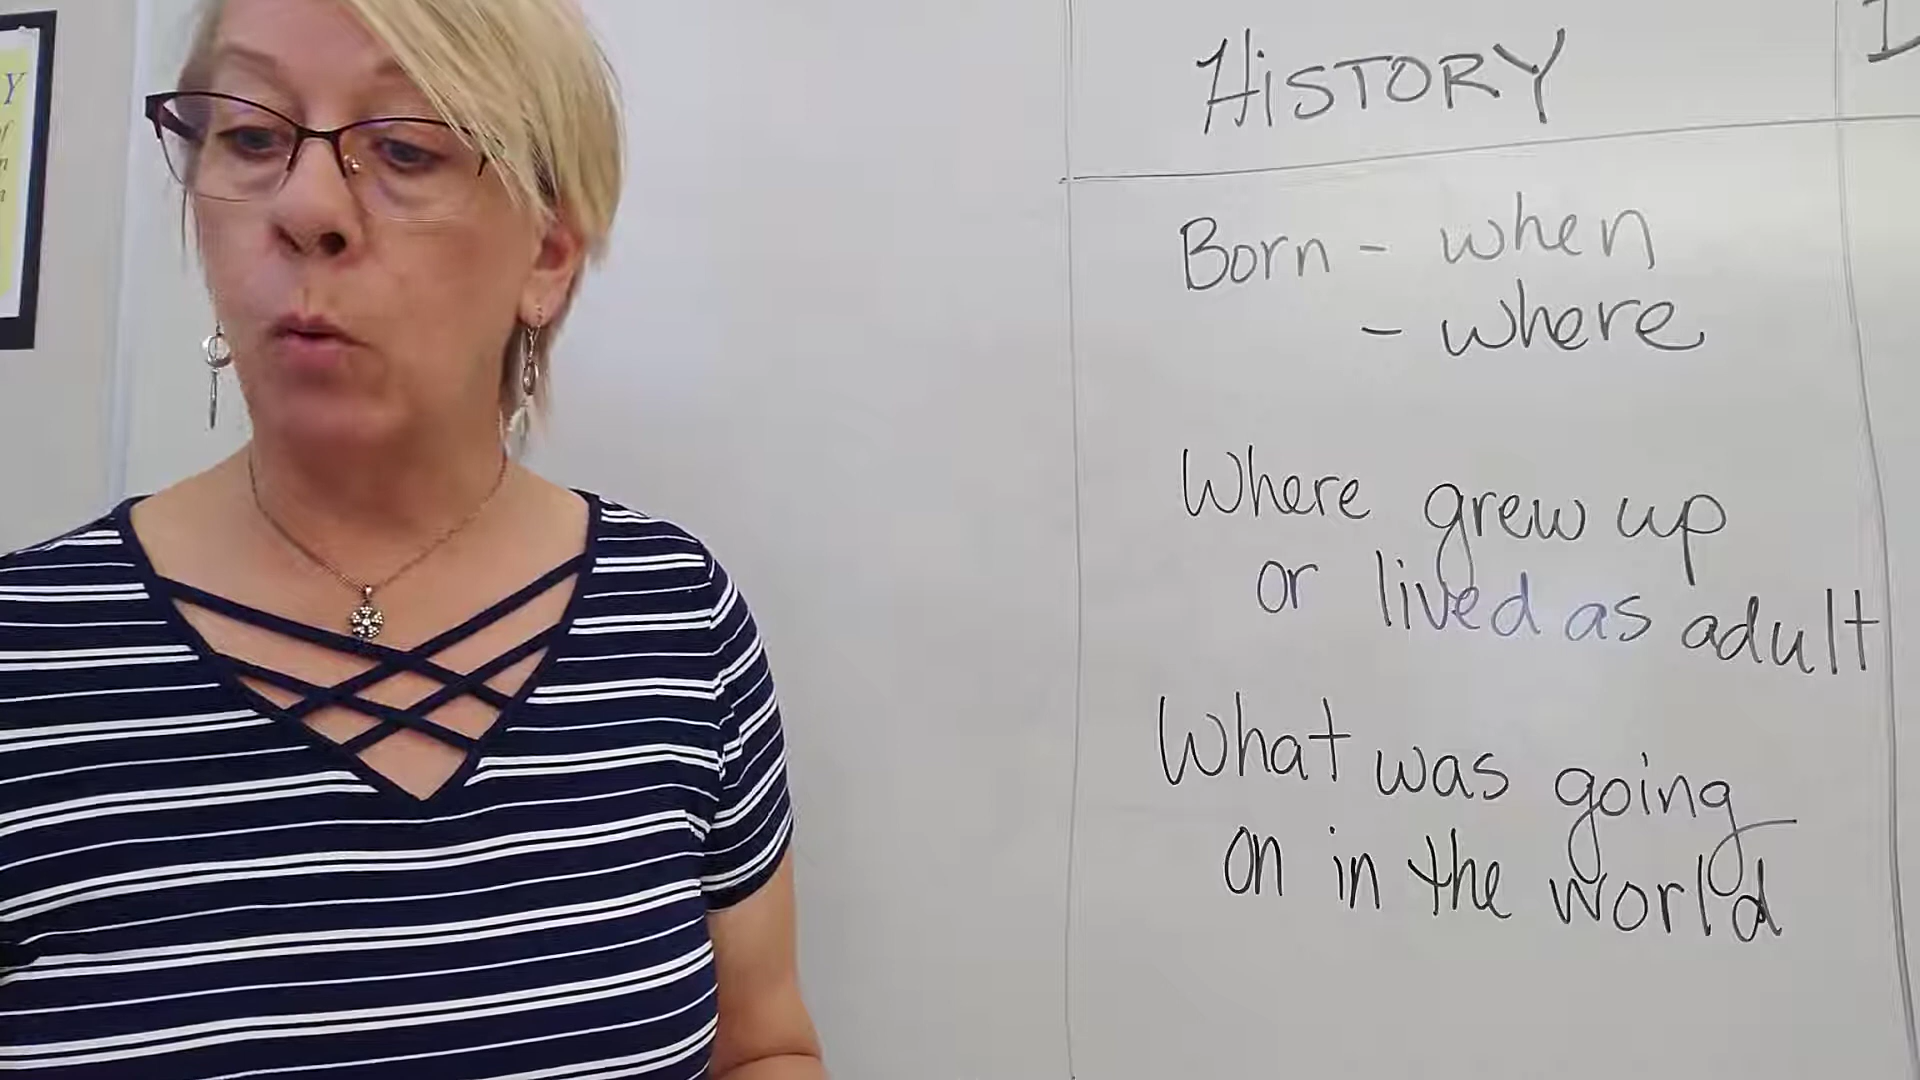 Y
HISTORY
Born - when
- where
Where grew up
or lived as adult
What was going
on in the world